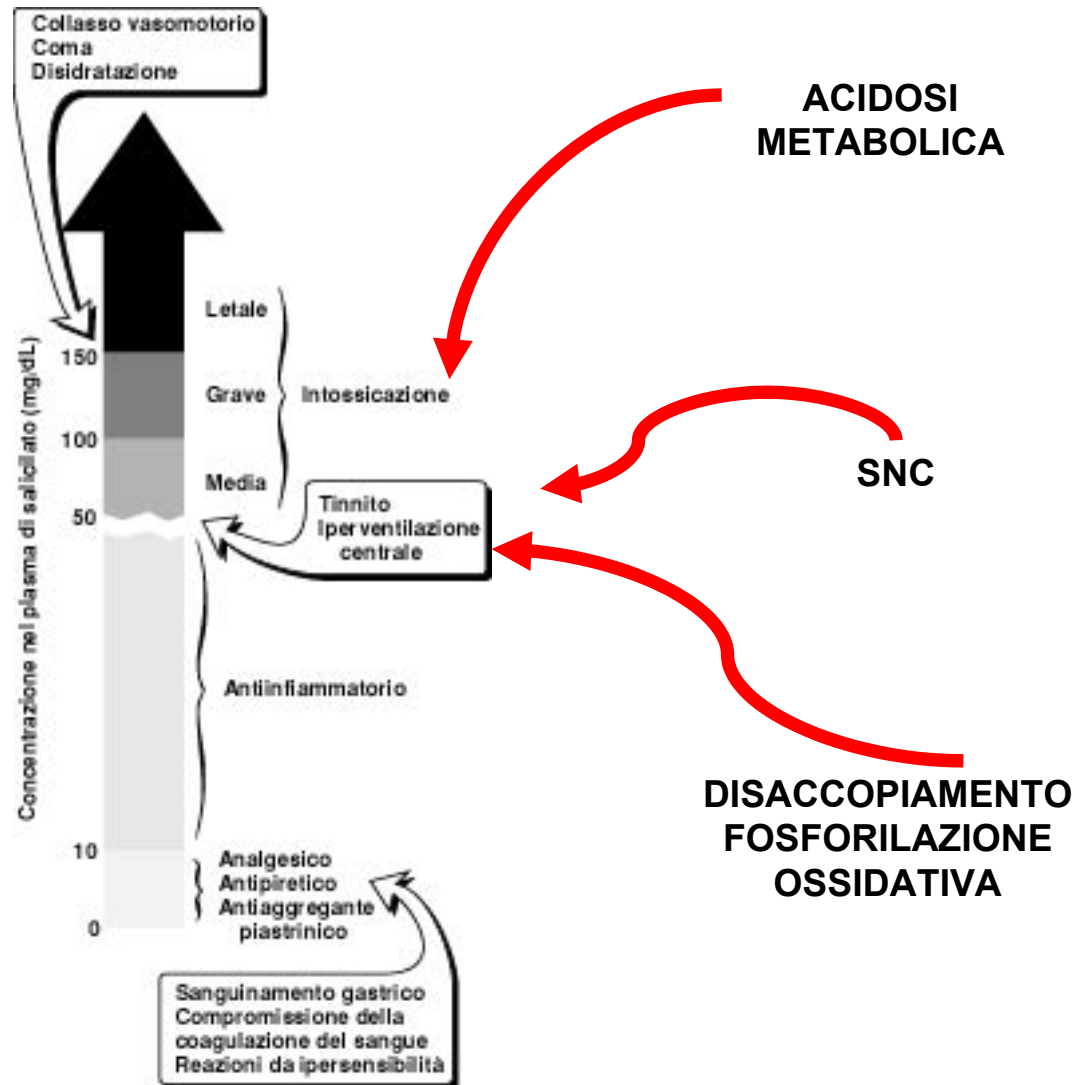 Collasso vasomotorio
Coma
Disidratazione
ACIDOSI
METABOLICA
Concentrazione nel plasma di salicilato (mg/dL)
Letale
150
Grave
Intossicazione
100
Media
50
SNC
Tinnito
Iperventilazione
centrale
Antiinfiammatorio
DISACCOPIAMENTO
FOSFORILAZIONE
OSSIDATIVA
10
Analgesico
Antipiretico
Antiaggregante
piastrinico
0
Sanguinamento gastrico
Compromissione della
coagulazione del sangue
Reazioni da ipersensibilità